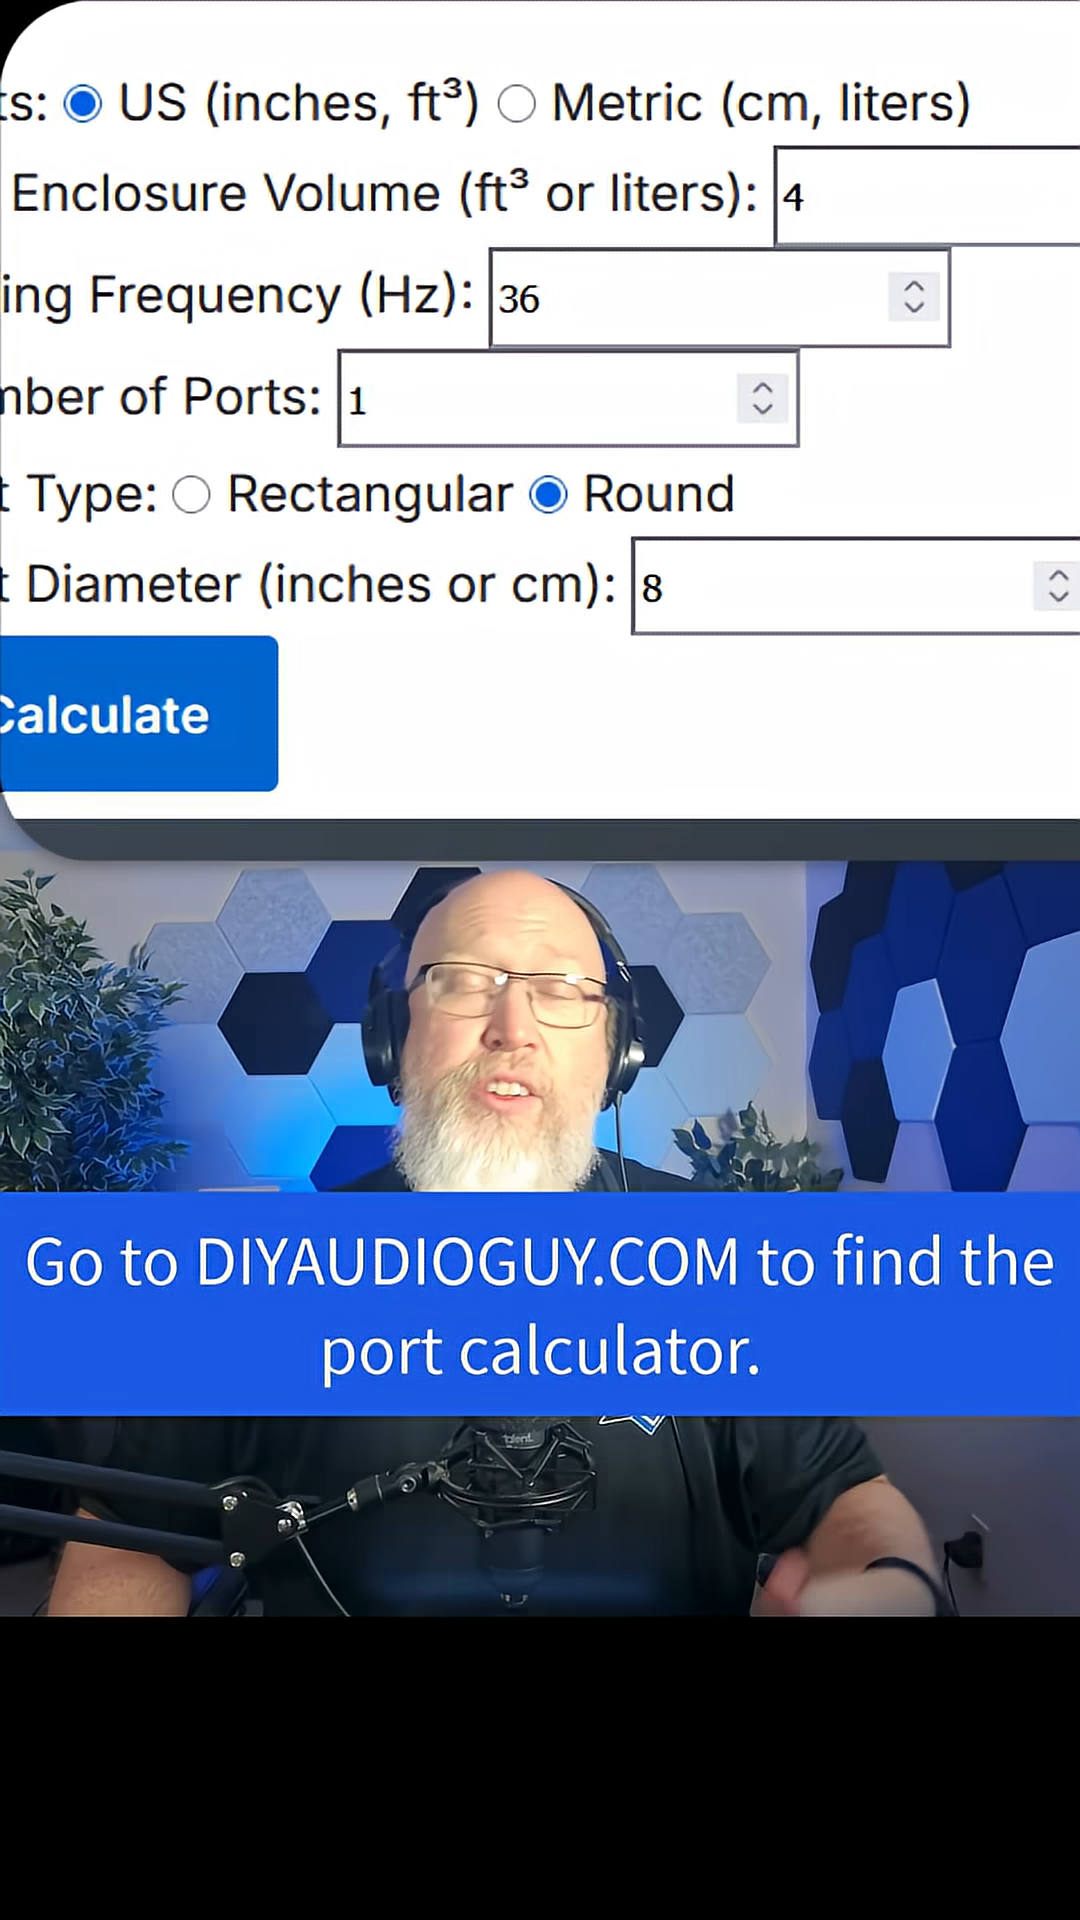 ts: US (inches, ft³) Metric (cm, liters)
Enclosure Volume (ft³ or liters): 4
ing Frequency (Hz): 36
mber of Ports: 1
t Type: Rectangular Round
t Diameter (inches or cm): 8
Calculate
Go to DIYAUDIOGUY.COM to find the
port calculator.